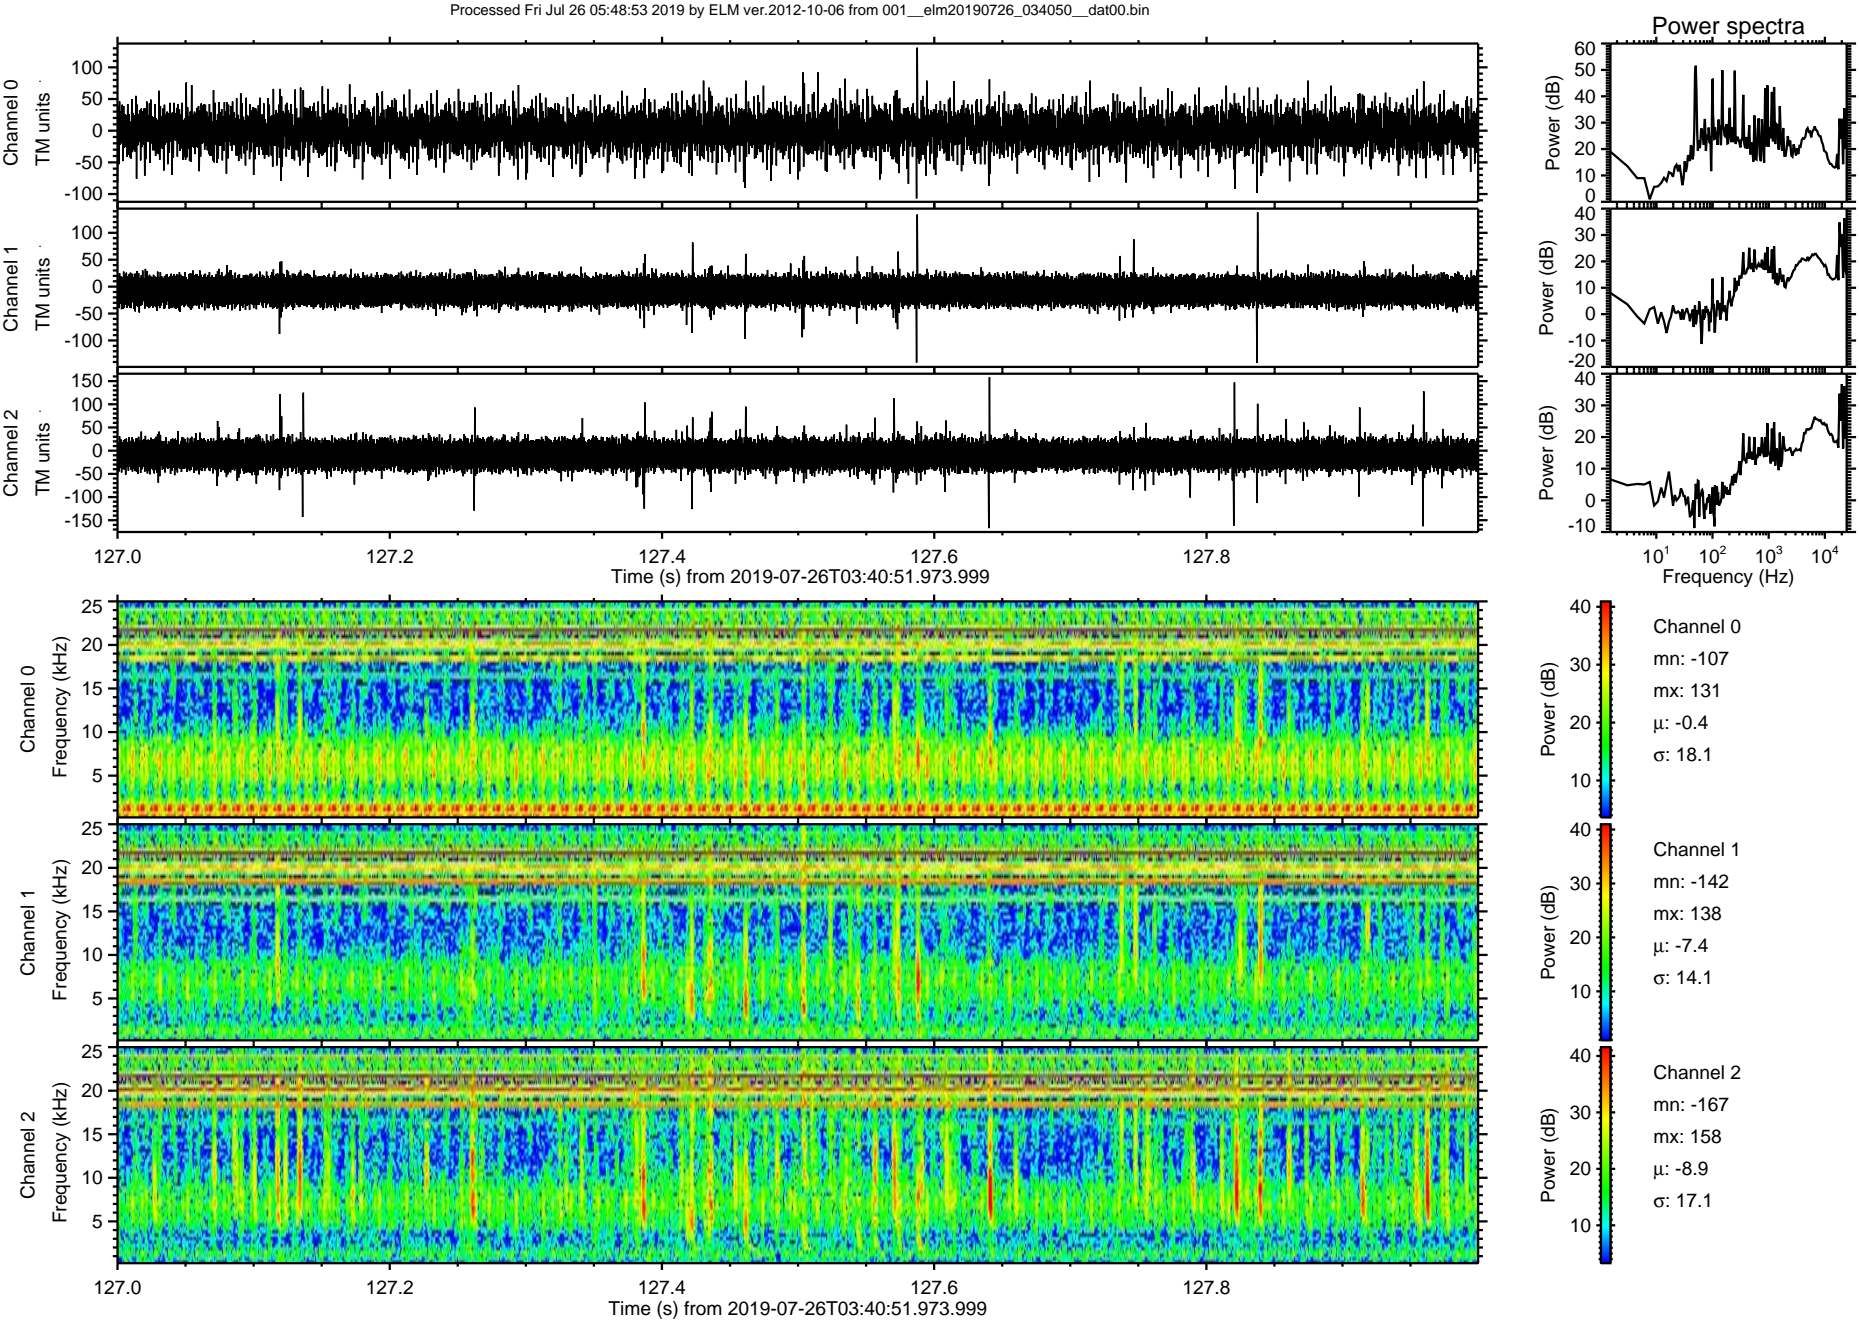 Processed Fri Jul 26 05:48:53 2019 by ELM ver.2012-10-06 from 001__elm20190726_034050__dat00.bin
Power spectra
Channel 0
TM units
100
50
0
-50
-100
Power (dB)
60
50
40
30
20
10
0
Channel 1
TM units
100
50
0
-50
-100
Power (dB)
40
30
20
10
0
-10
-20
Channel 2
TM units
150
100
50
0
-50
-100
-150
Power (dB)
40
30
20
10
0
-10
127.0 127.2 127.4 127.6 127.8
Time (s) from 2019-07-26T03:40:51.973.999
10^1 10^2 10^3 10^4
Frequency (Hz)
Channel 0
Frequency (kHz)
25
20
15
10
5
Power (dB)
40
30
20
10
Channel 0
mn: -107
mx: 131
μ: -0.4
σ: 18.1
Channel 1
Frequency (kHz)
25
20
15
10
5
Power (dB)
40
30
20
10
Channel 1
mn: -142
mx: 138
μ: -7.4
σ: 14.1
Channel 2
Frequency (kHz)
25
20
15
10
5
Power (dB)
40
30
20
10
Channel 2
mn: -167
mx: 158
μ: -8.9
σ: 17.1
127.0 127.2 127.4 127.6 127.8
Time (s) from 2019-07-26T03:40:51.973.999